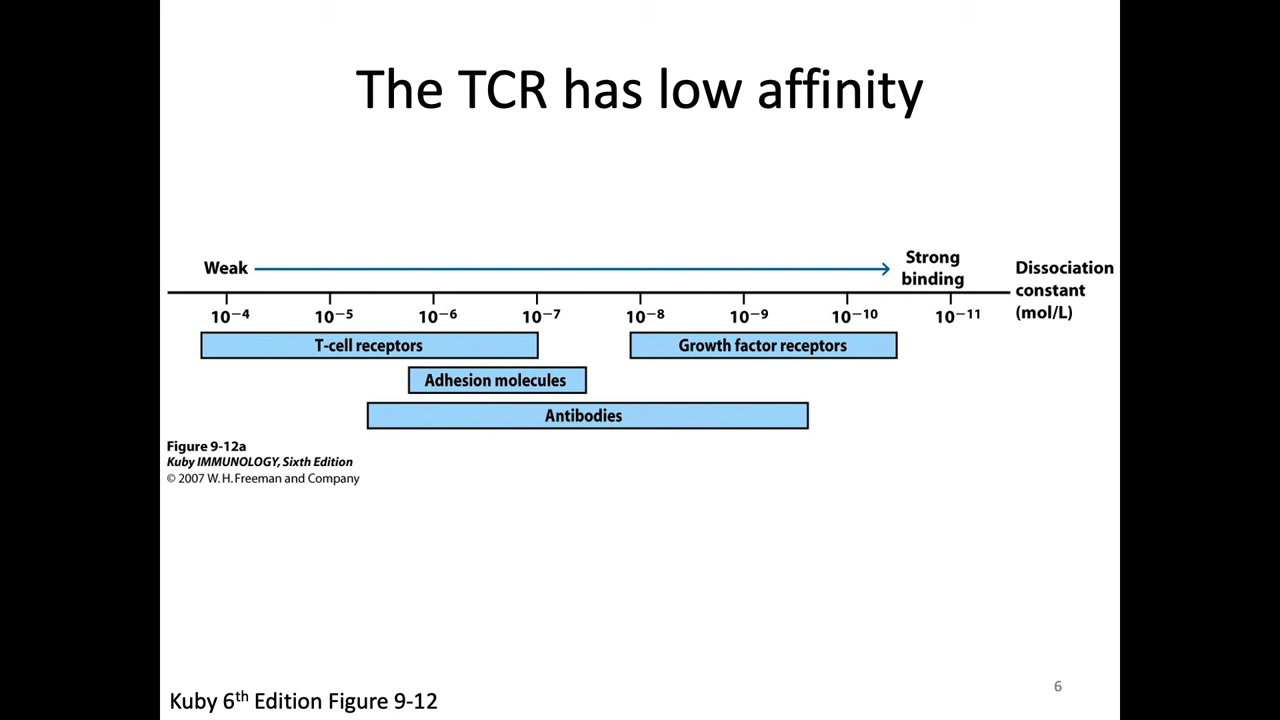 The TCR has low affinity
Weak
Strong
binding
Dissociation
constant
(mol/L)
10⁻⁴ 10⁻⁵ 10⁻⁶ 10⁻⁷ 10⁻⁸ 10⁻⁹ 10⁻¹⁰ 10⁻¹¹
T-cell receptors
Growth factor receptors
Adhesion molecules
Antibodies
Figure 9-12a
Kuby IMMUNOLOGY, Sixth Edition
© 2007 W. H. Freeman and Company
6
Kuby 6th Edition Figure 9-12